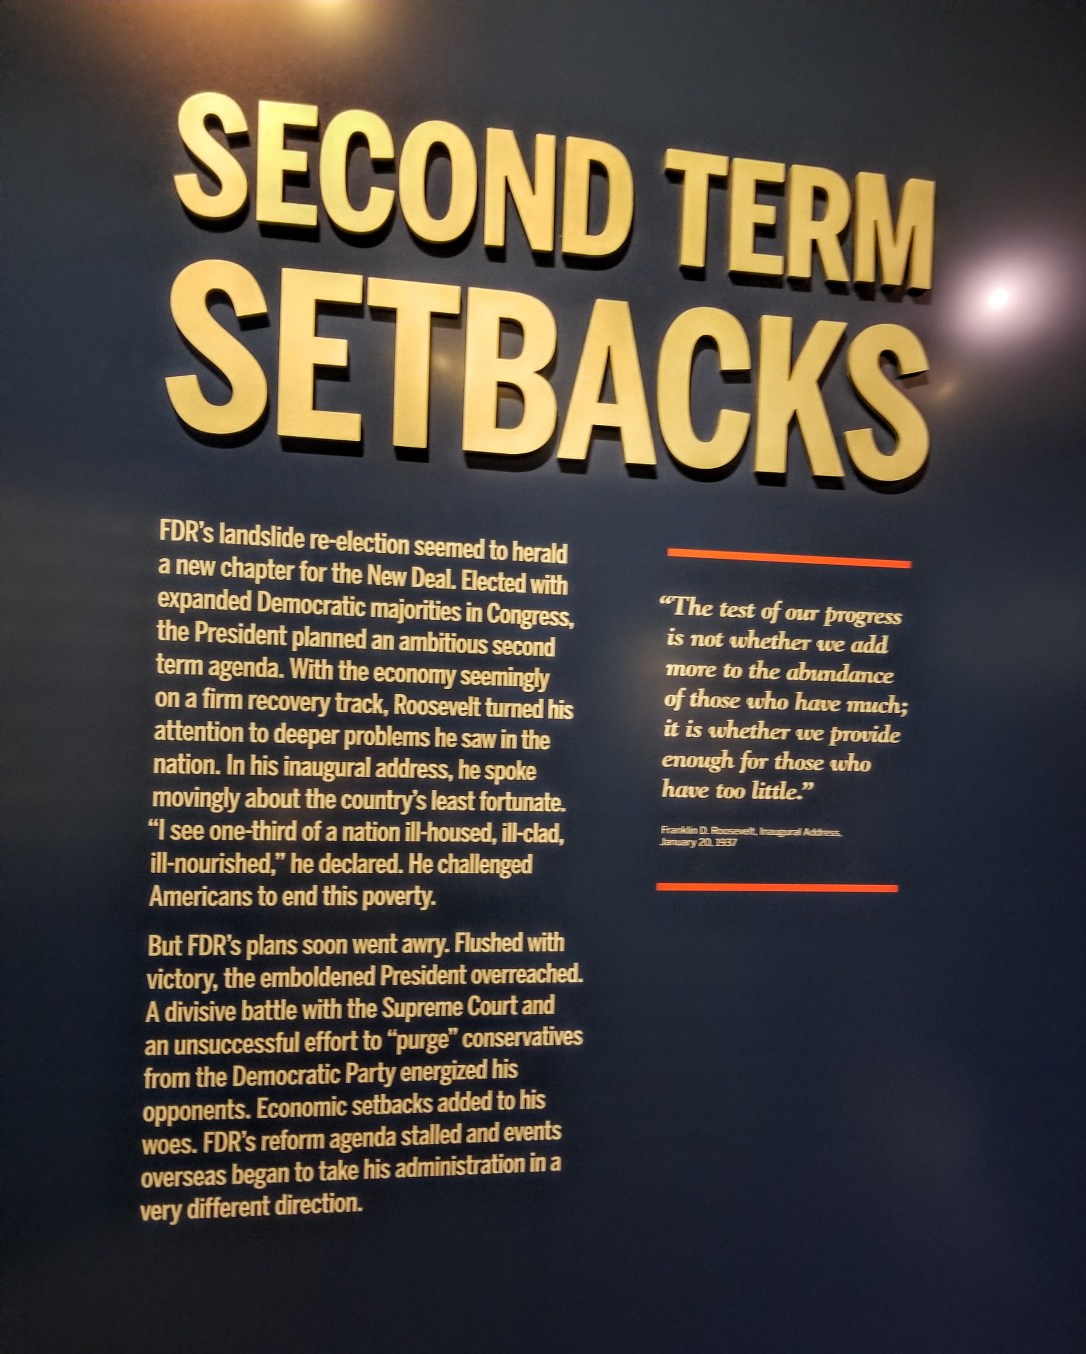 SECOND TERM
SETBACKS
FDR's landslide re-election seemed to herald
a new chapter for the New Deal. Elected with
expanded Democratic majorities in Congress,
the President planned an ambitious second
term agenda. With the economy seemingly
on a firm recovery track, Roosevelt turned his
attention to deeper problems he saw in the
nation. In his inaugural address, he spoke
movingly about the country's least fortunate.
“I see one-third of a nation ill-housed, ill-clad,
ill-nourished,” he declared. He challenged
Americans to end this poverty.
But FDR's plans soon went awry. Flushed with
victory, the emboldened President overreached.
A divisive battle with the Supreme Court and
an unsuccessful effort to “purge” conservatives
from the Democratic Party energized his
opponents. Economic setbacks added to his
woes. FDR's reform agenda stalled and events
overseas began to take his administration in a
very different direction.
“The test of our progress
is not whether we add
more to the abundance
of those who have much;
it is whether we provide
enough for those who
have too little.”
Franklin D. Roosevelt, Inaugural Address,
January 20, 1937